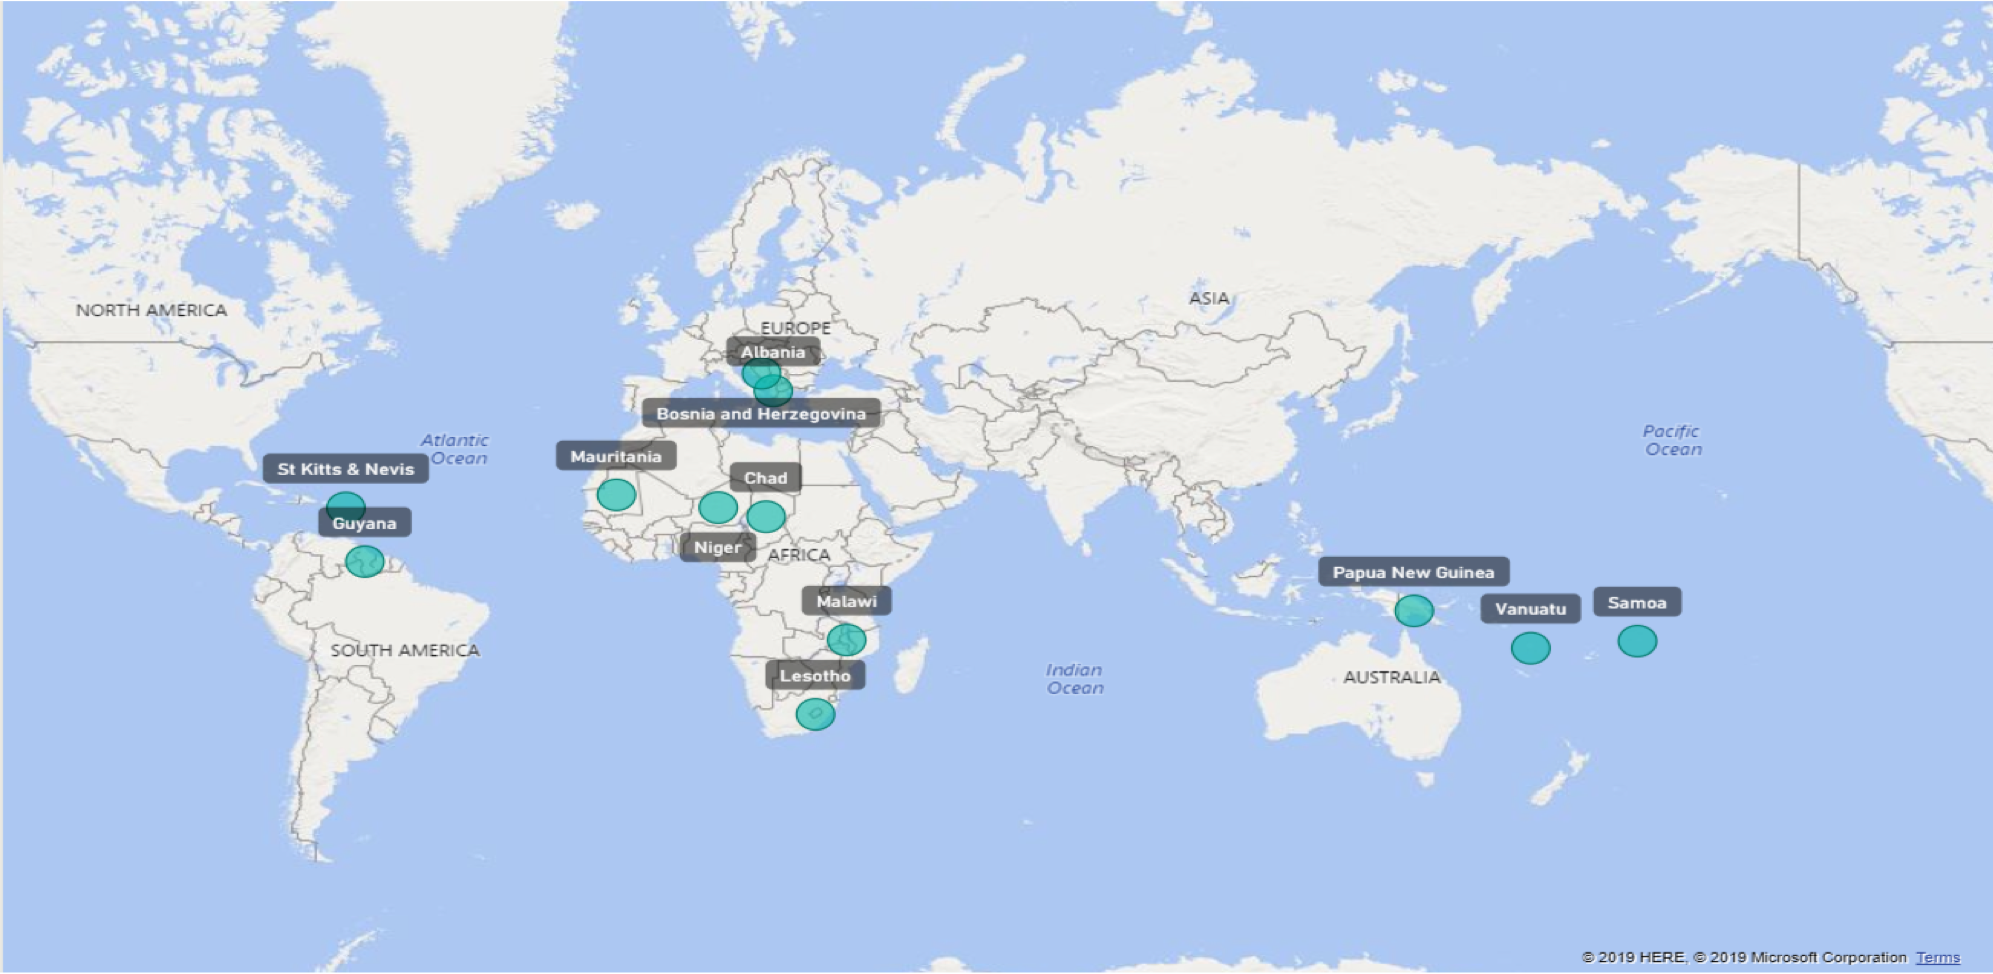 ASIA
NORTH AMERICA
EUROPE
Albania
Bosnia and Herzegovina
Atlantic
Ocean
Pacific
Ocean
Mauritania
St Kitts & Nevis
Chad
Guyana
Niger
AFRICA
Papua New Guinea
Malawi
Vanuatu
Samoa
SOUTH AMERICA
Lesotho
Indian
Ocean
AUSTRALIA
© 2019 HERE, © 2019 Microsoft Corporation Terms